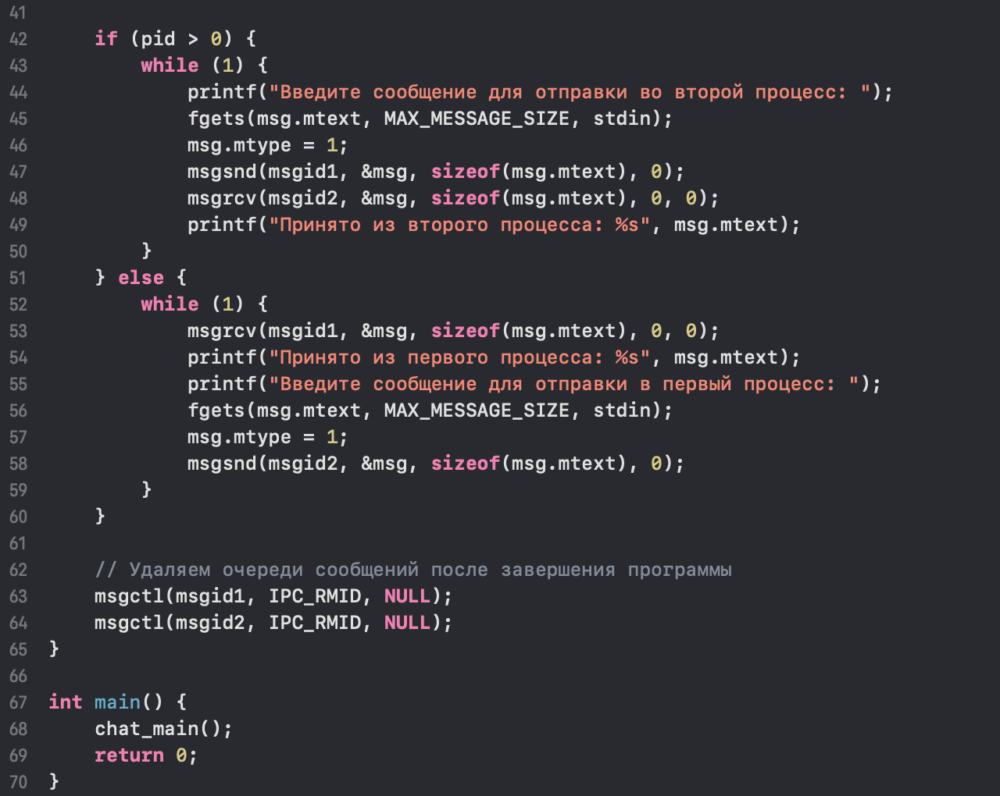 41
42     if (pid > 0) {
43         while (1) {
44             printf("Введите сообщение для отправки во второй процесс: ");
45             fgets(msg.mtext, MAX_MESSAGE_SIZE, stdin);
46             msg.mtype = 1;
47             msgsnd(msgid1, &msg, sizeof(msg.mtext), 0);
48             msgrcv(msgid2, &msg, sizeof(msg.mtext), 0, 0);
49             printf("Принято из второго процесса: %s", msg.mtext);
50         }
51     } else {
52         while (1) {
53             msgrcv(msgid1, &msg, sizeof(msg.mtext), 0, 0);
54             printf("Принято из первого процесса: %s", msg.mtext);
55             printf("Введите сообщение для отправки в первый процесс: ");
56             fgets(msg.mtext, MAX_MESSAGE_SIZE, stdin);
57             msg.mtype = 1;
58             msgsnd(msgid2, &msg, sizeof(msg.mtext), 0);
59         }
60     }
61
62     // Удаляем очереди сообщений после завершения программы
63     msgctl(msgid1, IPC_RMID, NULL);
64     msgctl(msgid2, IPC_RMID, NULL);
65 }
66
67 int main() {
68     chat_main();
69     return 0;
70 }